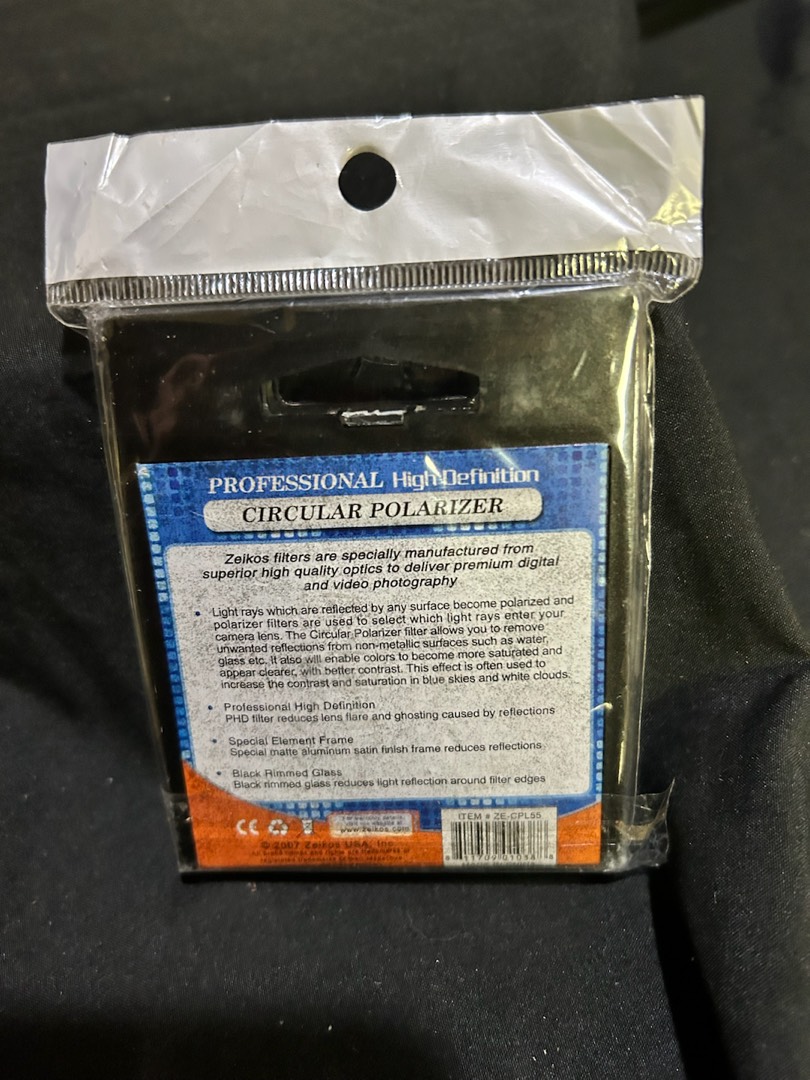 PROFESSIONAL High Definition
CIRCULAR POLARIZER
Zeikos filters are specially manufactured from
superior high quality optics to deliver premium digital
and video photography
• Light rays which are reflected by any surface become polarized and
polarizer filters are used to select which light rays enter your
camera lens. The Circular Polarizer filter allows you to remove
unwanted reflections from non-metallic surfaces such as water,
glass etc. It also will enable colors to become more saturated and
appear clearer, with better contrast. This effect is often used to
increase the contrast and saturation in blue skies and white clouds.
• Professional High Definition
PHD filter reduces lens flare and ghosting caused by reflections
• Special Element Frame
Special matte aluminum satin finish frame reduces reflections
• Black Rimmed Glass
Black rimmed glass reduces light reflection around filter edges
CE
www.zeikos.com
ITEM # ZE-CPL55
© 2007 Zeikos USA, Inc.